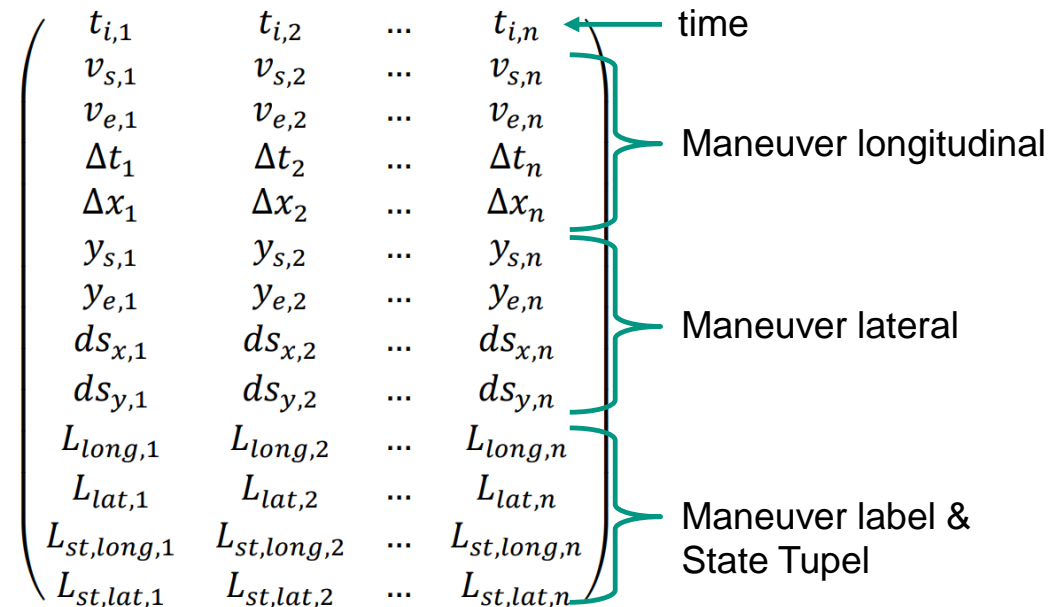 t_{i,1} t_{i,2} ... t_{i,n} time
v_{s,1} v_{s,2} ... v_{s,n}
v_{e,1} v_{e,2} ... v_{e,n}
Maneuver longitudinal
Δt_1 Δt_2 ... Δt_n
Δx_1 Δx_2 ... Δx_n
y_{s,1} y_{s,2} ... y_{s,n}
y_{e,1} y_{e,2} ... y_{e,n}
Maneuver lateral
ds_{x,1} ds_{x,2} ... ds_{x,n}
ds_{y,1} ds_{y,2} ... ds_{y,n}
L_{long,1} L_{long,2} ... L_{long,n}
L_{lat,1} L_{lat,2} ... L_{lat,n}
Maneuver label &
State Tupel
L_{st,long,1} L_{st,long,2} ... L_{st,long,n}
L_{st,lat,1} L_{st,lat,2} ... L_{st,lat,n}